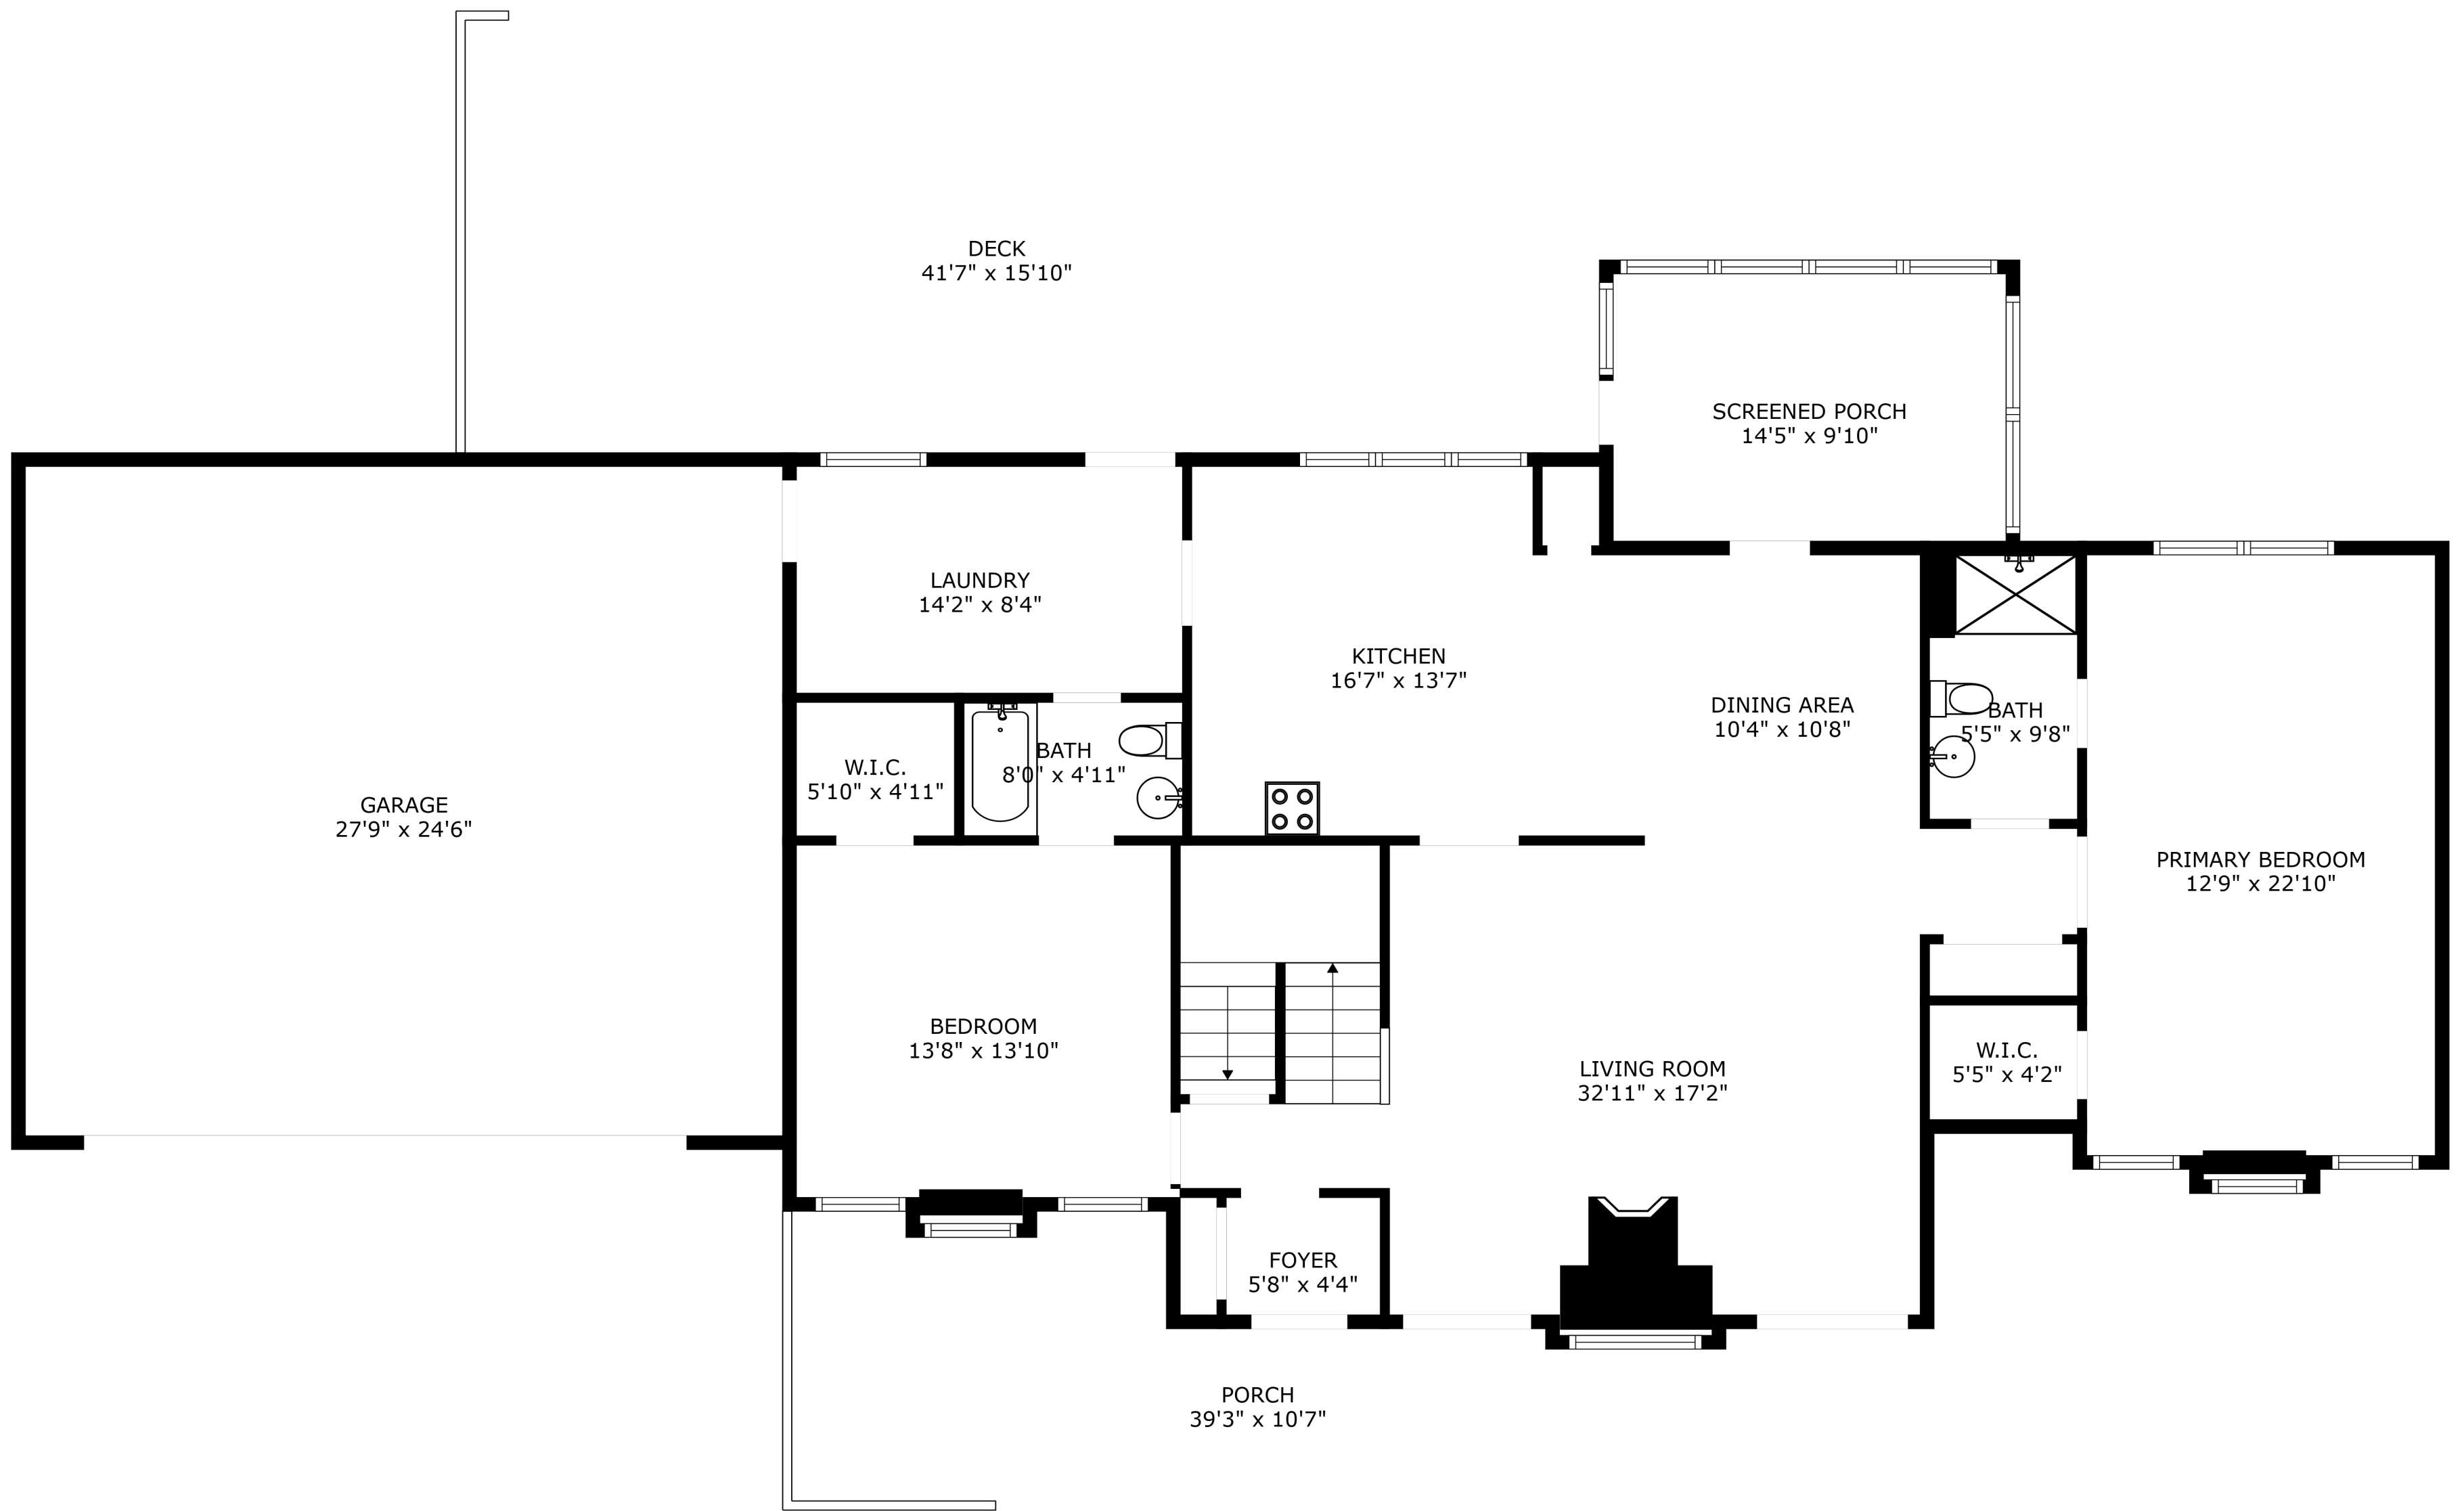 DECK
41'7" x 15'10"
SCREENED PORCH
14'5" x 9'10"
LAUNDRY
14'2" x 8'4"
KITCHEN
16'7" x 13'7"
DINING AREA
10'4" x 10'8"
BATH
5'5" x 9'8"
BATH
8'0" x 4'11"
W.I.C.
5'10" x 4'11"
GARAGE
27'9" x 24'6"
PRIMARY BEDROOM
12'9" x 22'10"
BEDROOM
13'8" x 13'10"
LIVING ROOM
32'11" x 17'2"
W.I.C.
5'5" x 4'2"
FOYER
5'8" x 4'4"
PORCH
39'3" x 10'7"